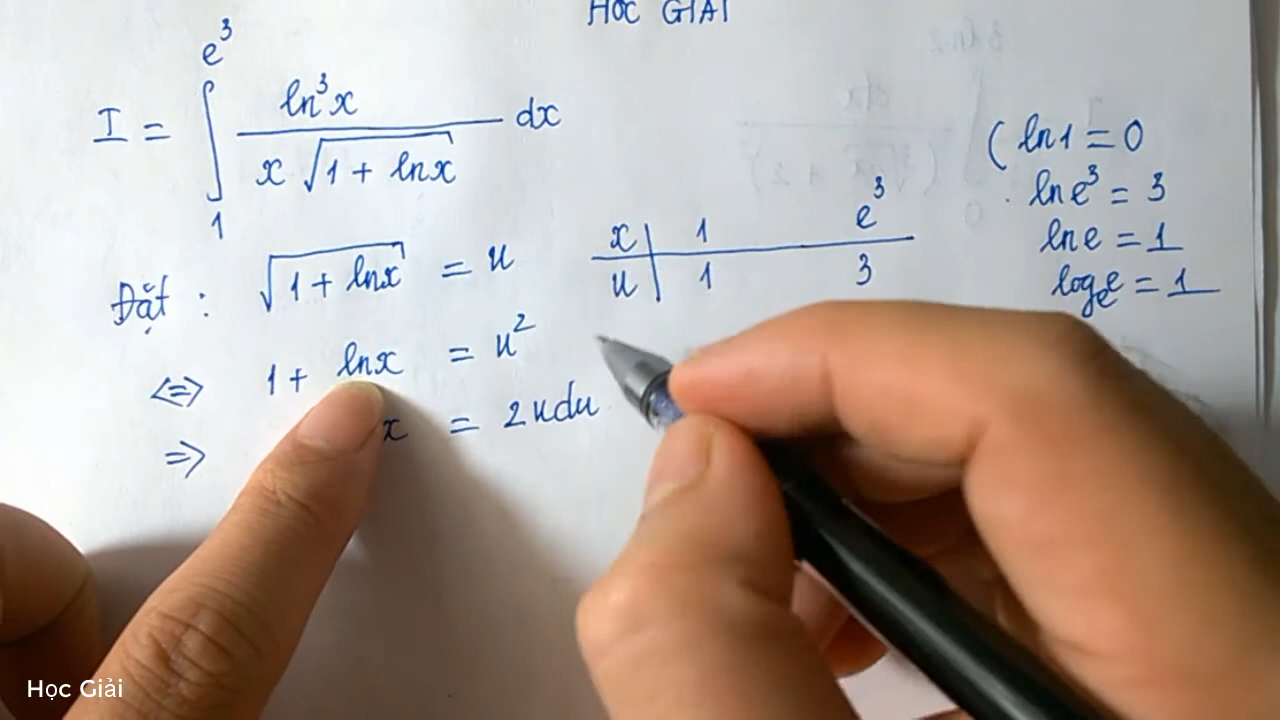 HỌC GIẢI
I = ∫₁^{e³} ln³x / (x √(1 + lnx)) dx
(ln1 = 0
lne³ = 3
lne = 1
logₑe = 1
Đặt : √(1 + lnx) = u
x | 1 e³
u | 1 3
⇔ 1 + lnx = u²
⇒ x = 2udu
Học Giải